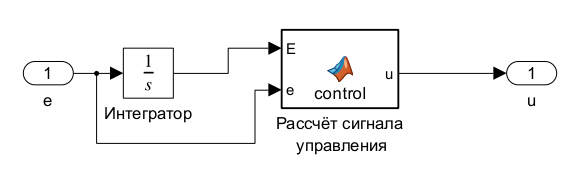 1
e
1
s
Интегратор
E
e
u
control
Рассчёт сигнала
управления
1
u